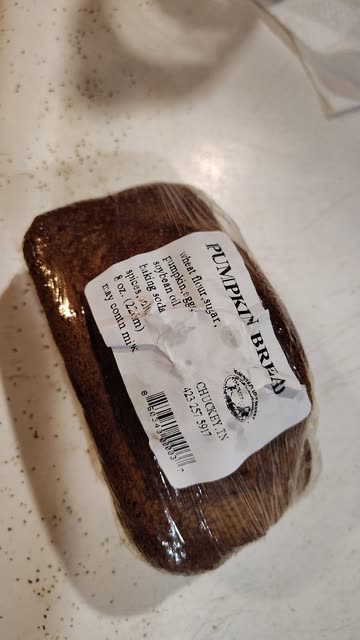 PUMPKIN BREAD
wheat flour, sugar,
pumpkin, egg
soybean oil
baking soda
spices,
8 oz.
may contn milk
CHUCKEY, TN
423 257 5917